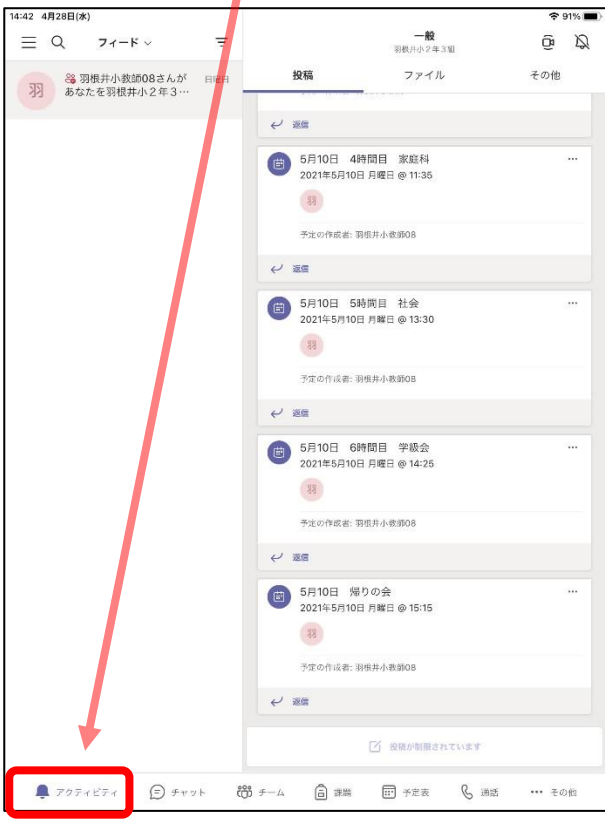 14:42 4月28日(水)
91%
フィード
羽
羽根井小教師08さんが 日曜日
あなたを羽根井小２年３…
一般
羽根井小２年３組
投稿 ファイル その他
返信
5月10日 4時間目 家庭科
2021年5月10日 月曜日 @ 11:35
羽
予定の作成者: 羽根井小教師08
返信
5月10日 5時間目 社会
2021年5月10日 月曜日 @ 13:30
羽
予定の作成者: 羽根井小教師08
返信
5月10日 6時間目 学級会
2021年5月10日 月曜日 @ 14:25
羽
予定の作成者: 羽根井小教師08
返信
5月10日 帰りの会
2021年5月10日 月曜日 @ 15:15
羽
予定の作成者: 羽根井小教師08
返信
投稿が制限されています
アクティビティ チャット チーム 課題 予定表 通話 その他